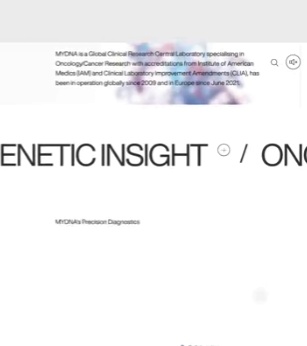 MYDNA is a Global Clinical Research Central Laboratory specialising in
Oncology/Cancer Research with accreditations from Institute of American
Medics (IAM) and Clinical Laboratory Improvement Amendments (CLIA), has
been in operation globally since 2009 and in Europe since June 2025.
ENETIC INSIGHT / ONC
MYDNA's Precision Diagnostics